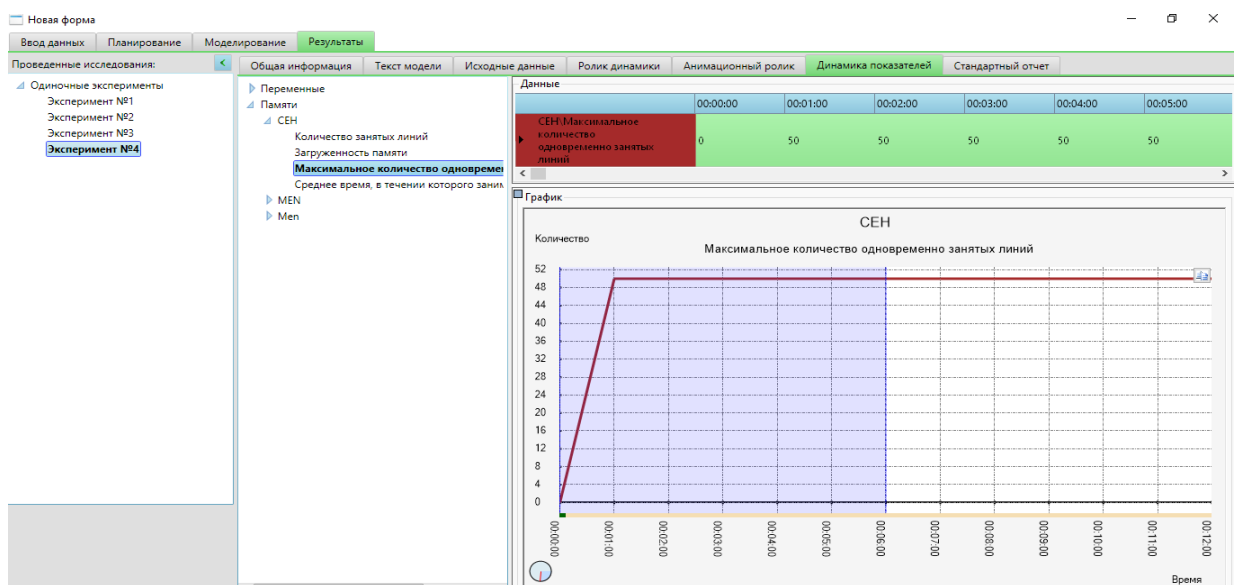 Новая форма
Ввод данных Планирование Моделирование Результаты
Проведенные исследования:
Одиночные эксперименты
Эксперимент №1
Эксперимент №2
Эксперимент №3
Эксперимент №4
Общая информация Текст модели Исходные данные Ролик динамики Анимационный ролик Динамика показателей Стандартный отчет
Переменные
Памяти
CEH
Количество занятых линий
Загруженность памяти
Максимальное количество одновремен
Среднее время, в течении которого заним
MEN
Men
Данные
00:00:00 00:01:00 00:02:00 00:03:00 00:04:00 00:05:00
CEH\Максимальное
количество
одновременно занятых
линий
0 50 50 50 50 50
График
CEH
Количество
Максимальное количество одновременно занятых линий
52
48
44
40
36
32
28
24
20
16
12
8
4
0
00:00:00 00:01:00 00:02:00 00:03:00 00:04:00 00:05:00 00:06:00 00:07:00 00:08:00 00:09:00 00:10:00 00:11:00 00:12:00
Время